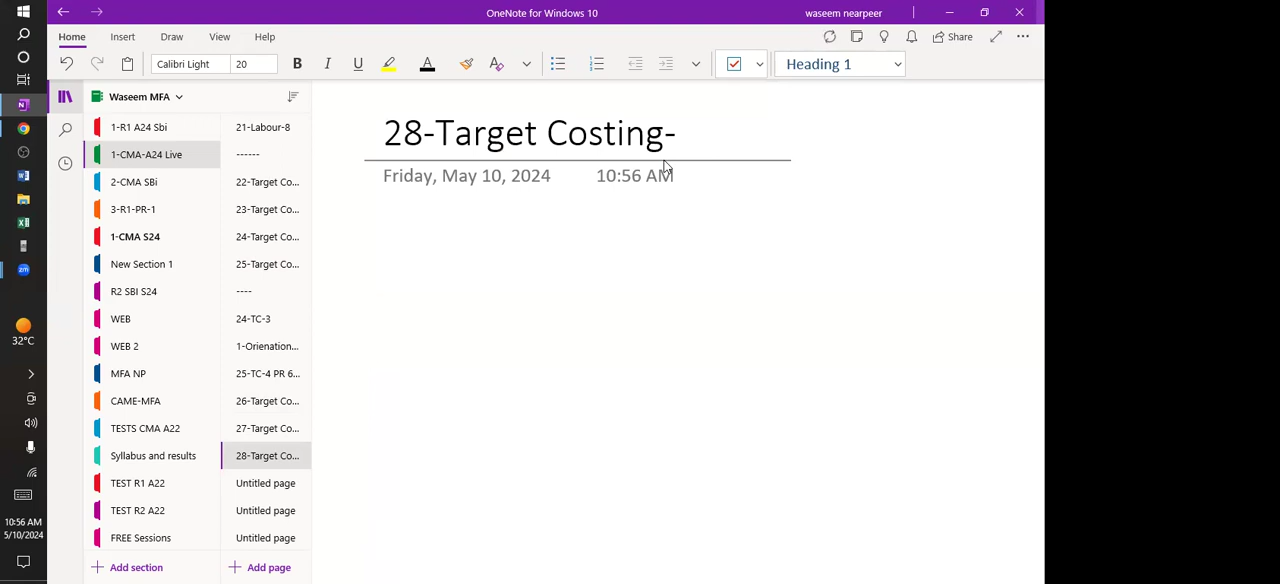 OneNote for Windows 10
waseem nearpeer
Home Insert Draw View Help
Share
Calibri Light 20 B I U A Heading 1
Waseem MFA
1-R1 A24 Sbi
1-CMA-A24 Live
2-CMA SBi
3-R1-PR-1
1-CMA S24
New Section 1
R2 SBI S24
WEB
WEB 2
MFA NP
CAME-MFA
TESTS CMA A22
Syllabus and results
TEST R1 A22
TEST R2 A22
FREE Sessions
Add section
21-Labour-8
------
22-Target Co...
23-Target Co...
24-Target Co...
25-Target Co...
----
24-TC-3
1-Orienation...
25-TC-4 PR 6...
26-Target Co...
27-Target Co...
28-Target Co...
Untitled page
Untitled page
Untitled page
Add page
28-Target Costing-
Friday, May 10, 2024 10:56 AM
32°C
10:56 AM
5/10/2024